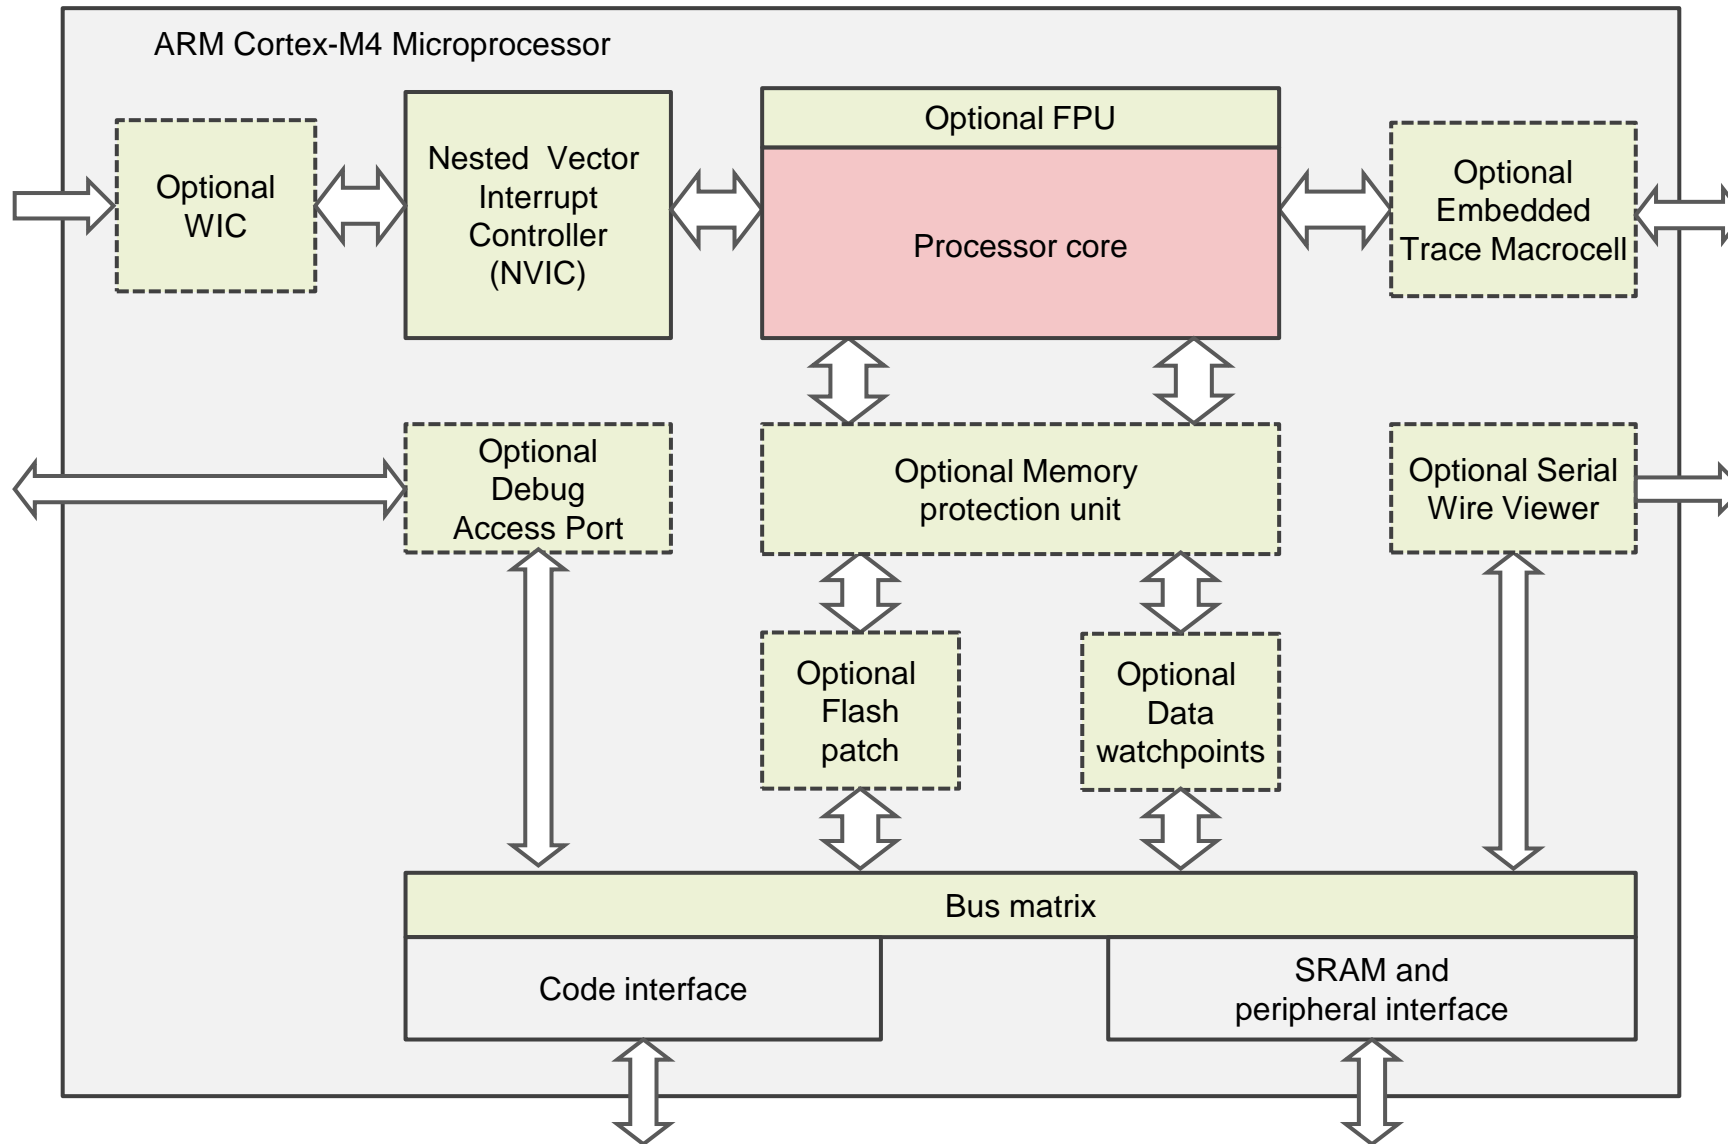 ARM Cortex-M4 Microprocessor
Optional
WIC
Nested Vector
Interrupt
Controller
(NVIC)
Optional FPU
Processor core
Optional
Embedded
Trace Macrocell
Optional
Debug
Access Port
Optional Memory
protection unit
Optional Serial
Wire Viewer
Optional
Flash
patch
Optional
Data
watchpoints
Bus matrix
Code interface
SRAM and
peripheral interface